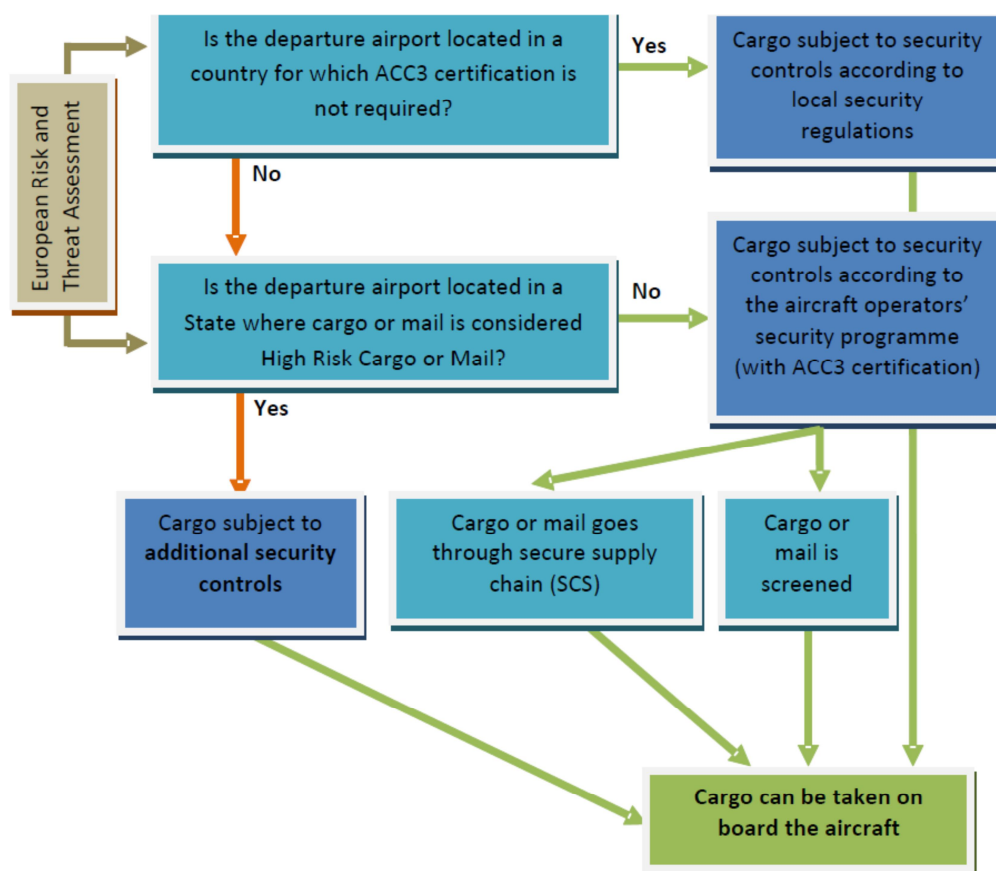 European Risk and
Threat Assessment
Is the departure airport located in a
country for which ACC3 certification is
not required?
Yes
Cargo subject to security
controls according to
local security
regulations
No
Is the departure airport located in a
State where cargo or mail is considered
High Risk Cargo or Mail?
No
Cargo subject to security
controls according to
the aircraft operators’
security programme
(with ACC3 certification)
Yes
Cargo subject to
additional security
controls
Cargo or mail goes
through secure supply
chain (SCS)
Cargo or
mail is
screened
Cargo can be taken on
board the aircraft